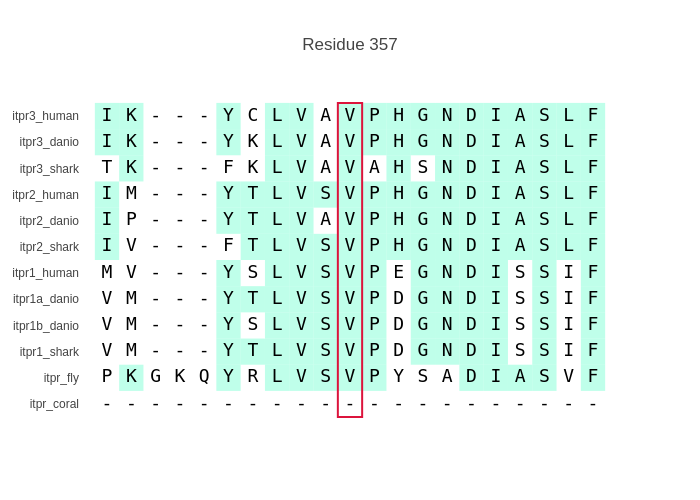 Residue 357
itpr3_human I K - - - Y C L V A V P H G N D I A S L F
itpr3_danio I K - - - Y K L V A V P H G N D I A S L F
itpr3_shark T K - - - F K L V A V A H S N D I A S L F
itpr2_human I M - - - Y T L V S V P H G N D I A S L F
itpr2_danio I P - - - Y T L V A V P H G N D I A S L F
itpr2_shark I V - - - F T L V S V P H G N D I A S L F
itpr1_human M V - - - Y S L V S V P E G N D I S S I F
itpr1a_danio V M - - - Y T L V S V P D G N D I S S I F
itpr1b_danio V M - - - Y S L V S V P D G N D I S S I F
itpr1_shark V M - - - Y T L V S V P D G N D I S S I F
itpr_fly P K G K Q Y R L V S V P Y S A D I A S V F
itpr_coral - - - - - - - - - - - - - - - - - - - - -